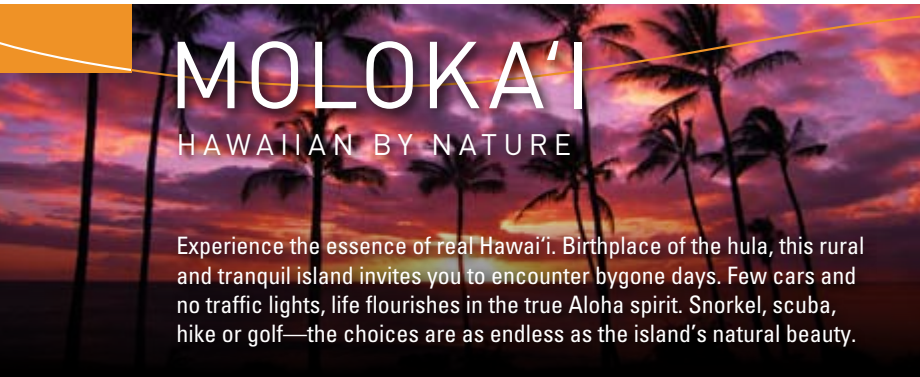 MOLOKAʻI
HAWAIIAN BY NATURE
Experience the essence of real Hawaiʻi. Birthplace of the hula, this rural
and tranquil island invites you to encounter bygone days. Few cars and
no traffic lights, life flourishes in the true Aloha spirit. Snorkel, scuba,
hike or golf—the choices are as endless as the island’s natural beauty.